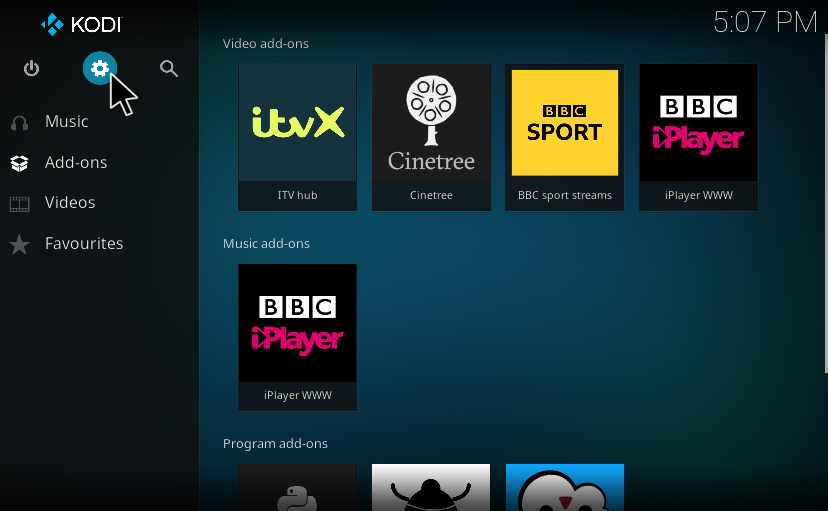 KODI
5:07 PM
Music
Add-ons
Videos
Favourites
Video add-ons
itvX
Cinetree
BBC
SPORT
BBC
iPlayer
ITV hub
Cinetree
BBC sport streams
iPlayer WWW
Music add-ons
BBC
iPlayer
iPlayer WWW
Program add-ons